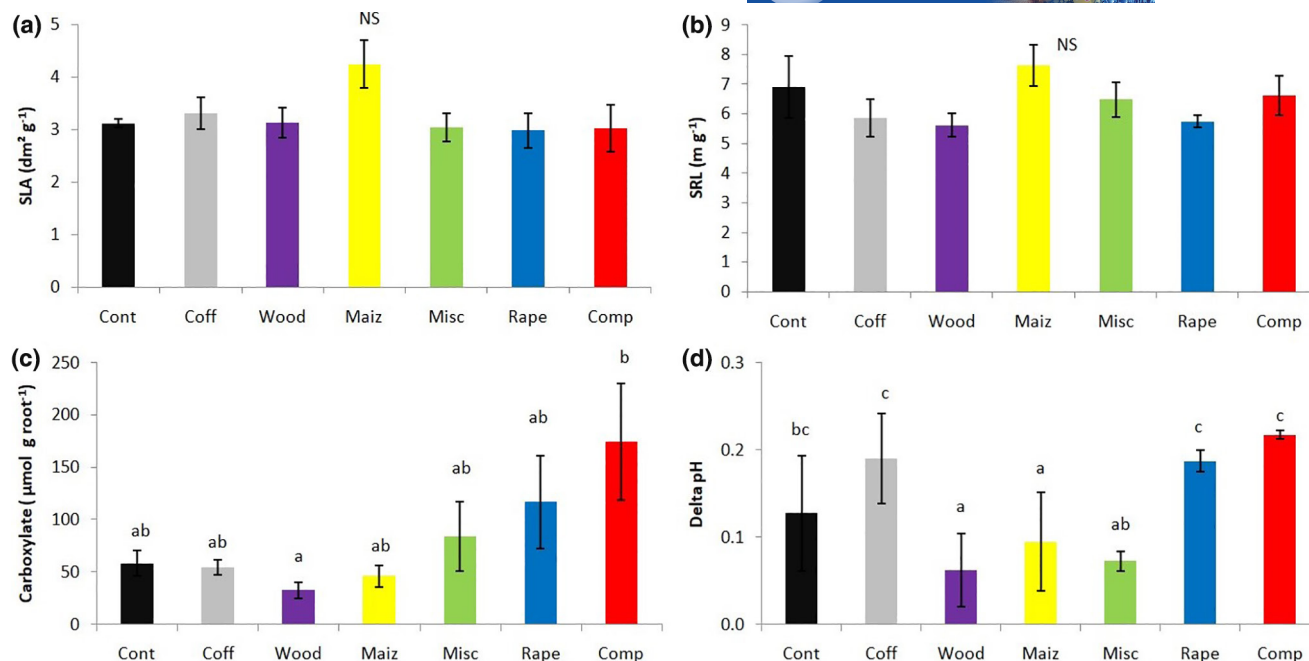 (a)
NS
SLA (dm² g⁻¹)
5
4
3
2
1
0
Cont Coff Wood Maiz Misc Rape Comp
(b)
NS
SRL (m g⁻¹)
9
8
7
6
5
4
3
2
1
0
Cont Coff Wood Maiz Misc Rape Comp
(c)
Carboxylate ( µmol g root⁻¹)
250
200
150
100
50
0
ab ab a ab ab ab b
Cont Coff Wood Maiz Misc Rape Comp
(d)
Delta pH
0.3
0.2
0.1
0.0
bc c a a ab c c
Cont Coff Wood Maiz Misc Rape Comp